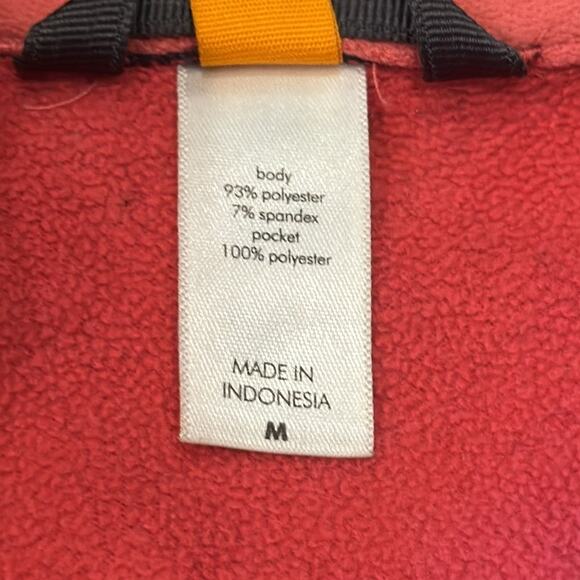 body
93% polyester
7% spandex
pocket
100% polyester
MADE IN
INDONESIA
M